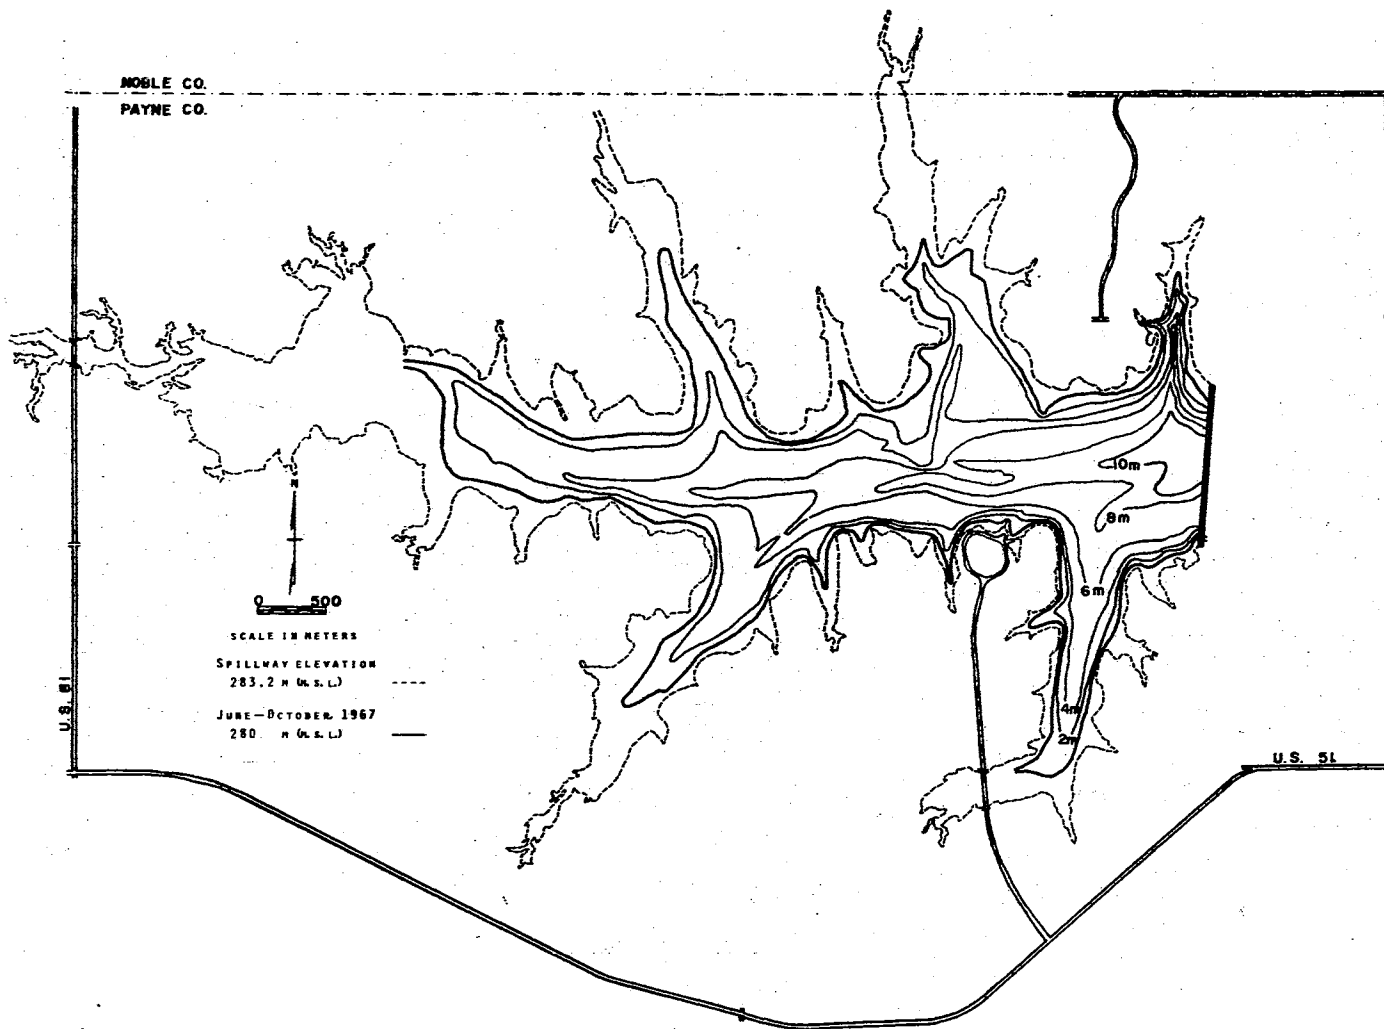 NOBLE CO.
PAYNE CO.
10m
N
8m
6m
0 500
SCALE IN METERS
SPILLWAY ELEVATION
283.2 M (M.S.L.)
U.S. 81
4m
JUNE—OCTOBER, 1967
280. M (M.S.L.)
2m
U.S. 51